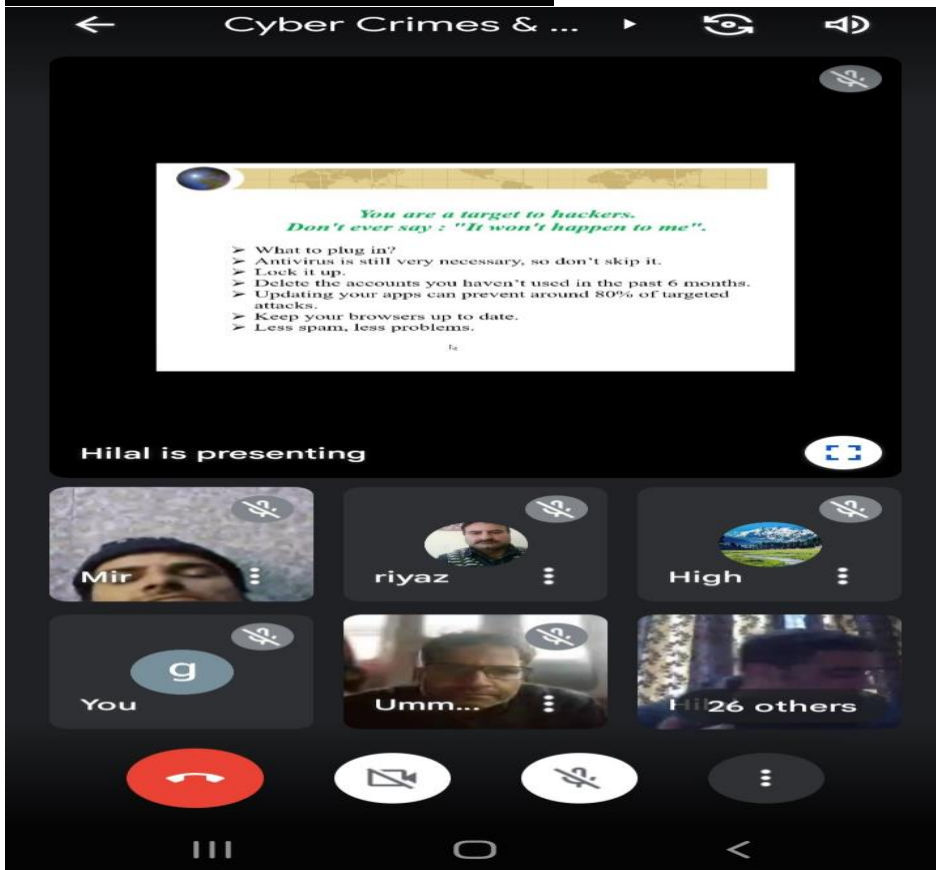 Cyber Crimes & ...
You are a target to hackers.
Don't ever say : "It won't happen to me".
➢ What to plug in?
➢ Antivirus is still very necessary, so don't skip it.
➢ Lock it up.
➢ Delete the accounts you haven't used in the past 6 months.
➢ Updating your apps can prevent around 80% of targeted
attacks.
➢ Keep your browsers up to date.
➢ Less spam, less problems.
Hilal is presenting
Mir
riyaz
High
g
You
Umm...
26 others